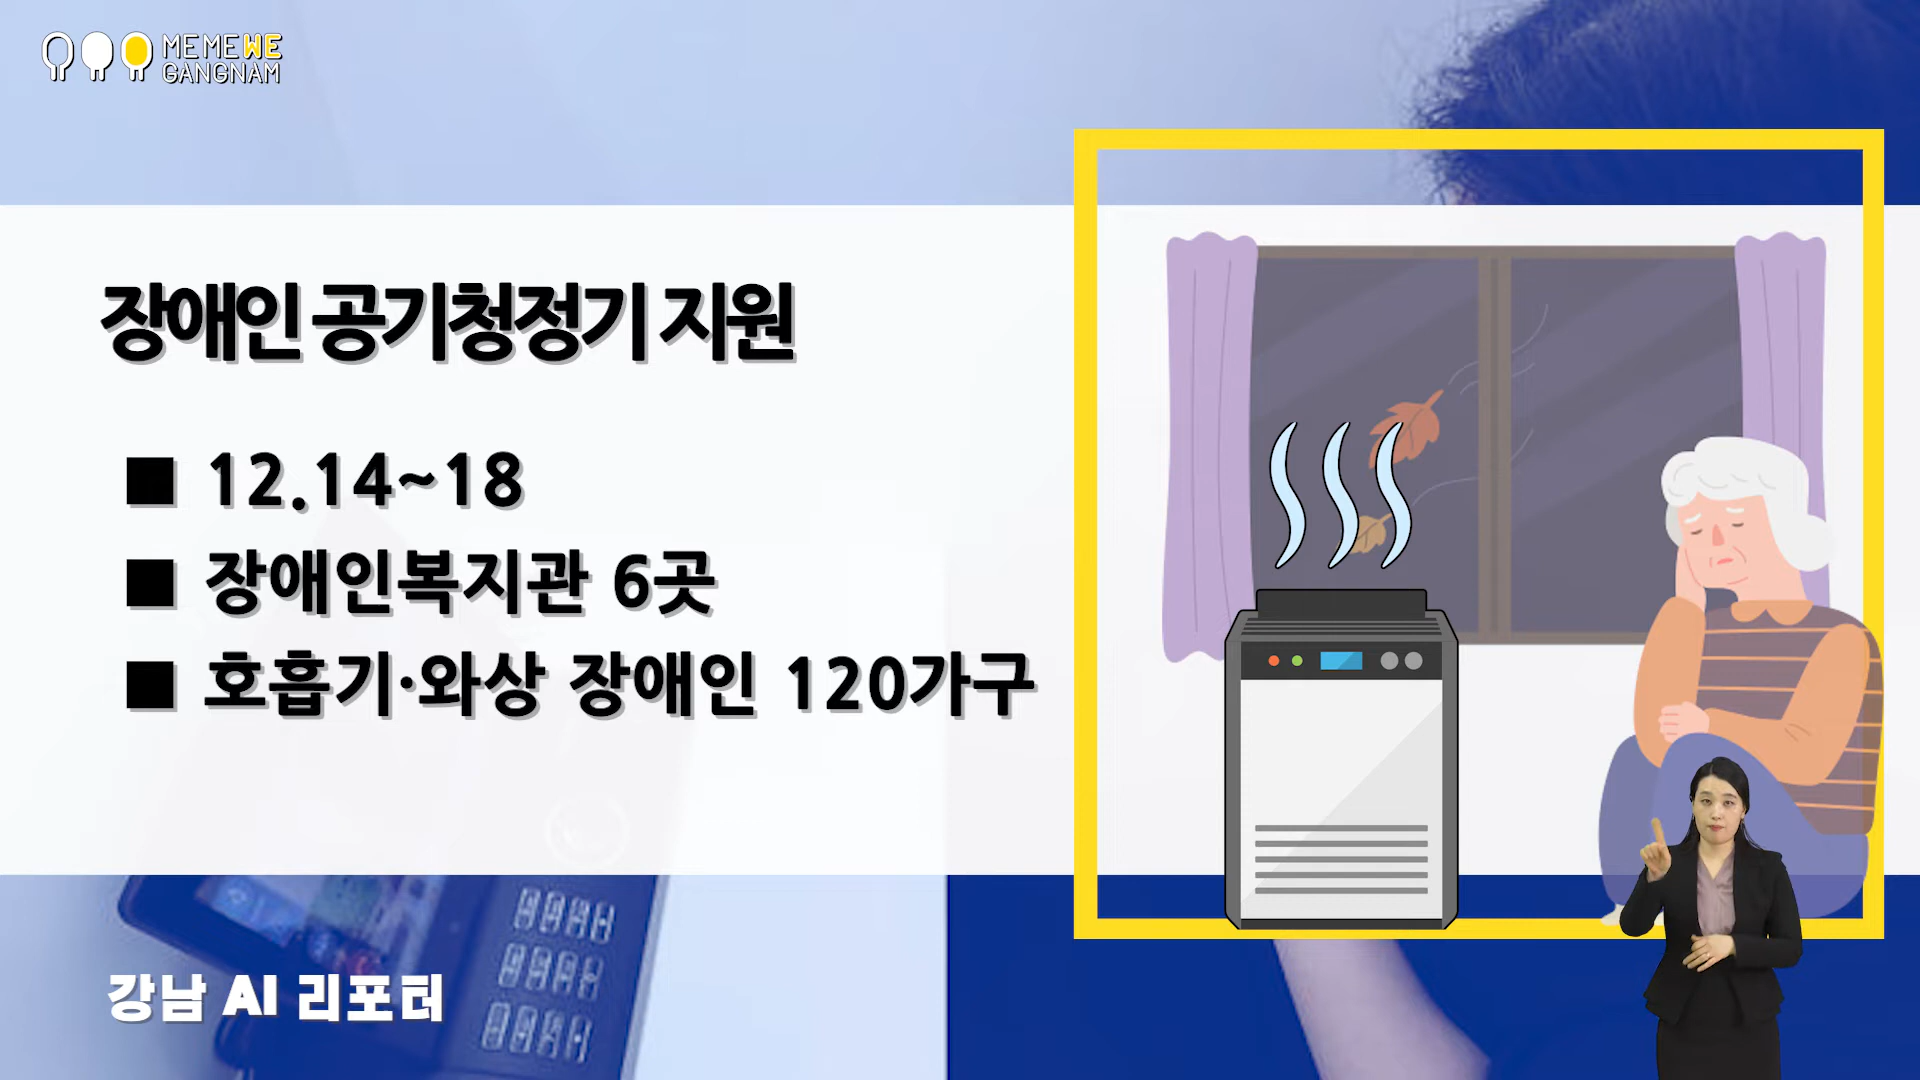 MEMEWE
GANGNAM
장애인 공기청정기 지원
■ 12.14~18
■ 장애인복지관 6곳
■ 호흡기·와상 장애인 120가구
강남 AI 리포터